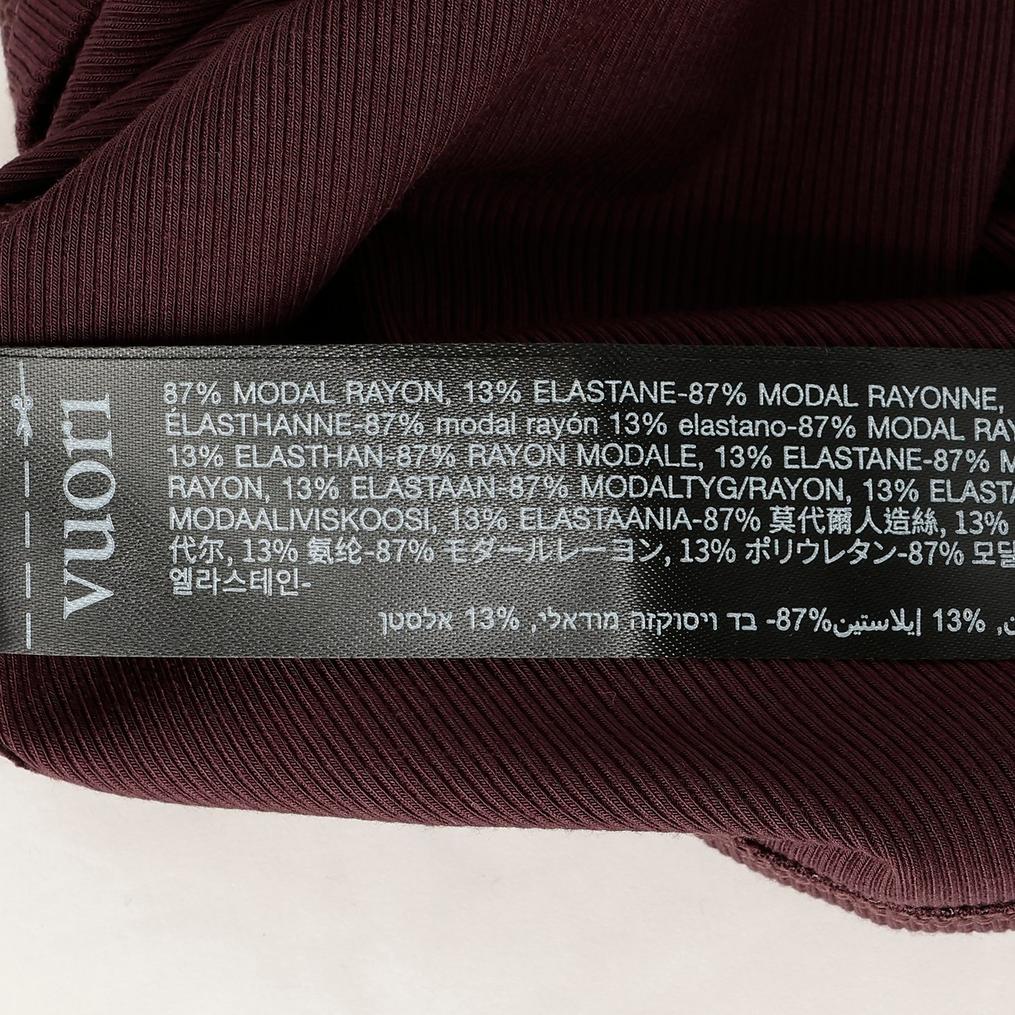 vuori
87% MODAL RAYON, 13% ELASTANE-87% MODAL RAYONNE,
ÉLASTHANNE-87% modal rayón 13% elastano-87% MODAL
13% ELASTHAN-87% RAYON MODALE, 13% ELASTANE-87%
RAYON, 13% ELASTAAN-87% MODALTYG/RAYON, 13%
MODAALIVISKOOSI, 13% ELASTAANIA-87% 莫代爾人造絲, 13%
代尔, 13% 氨纶-87% モダールレーヨン, 13% ポリウレタン-87%
엘라스테인-
13% إيلاستين87%- בד ויסוקזה מודאלי, 13% אלסטן